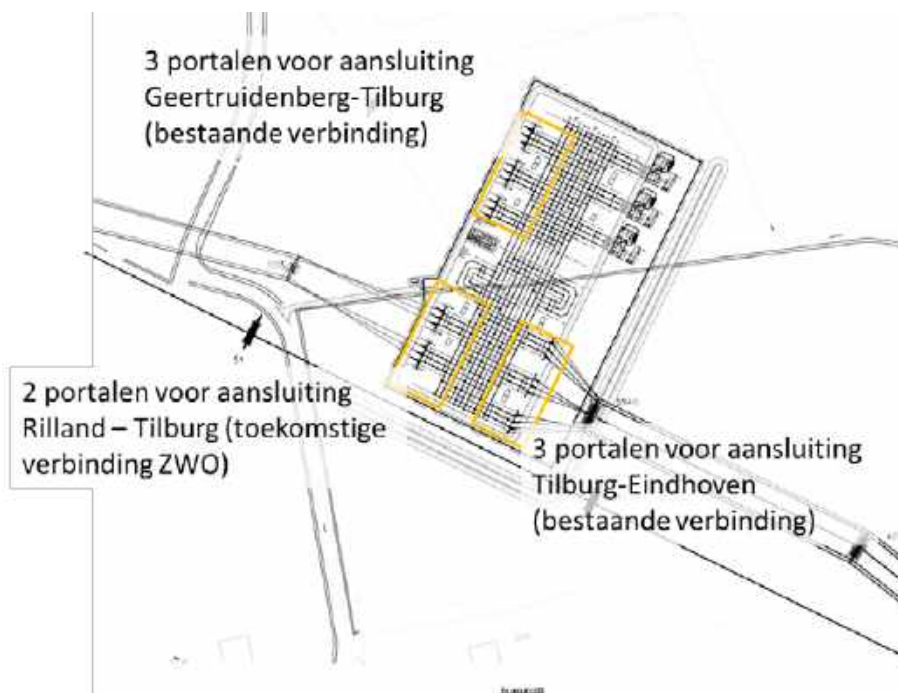 3 portalen voor aansluiting
Geertruidenberg-Tilburg
(bestaande verbinding)
2 portalen voor aansluiting
Rilland – Tilburg (toekomstige
verbinding ZWO)
3 portalen voor aansluiting
Tilburg-Eindhoven
(bestaande verbinding)